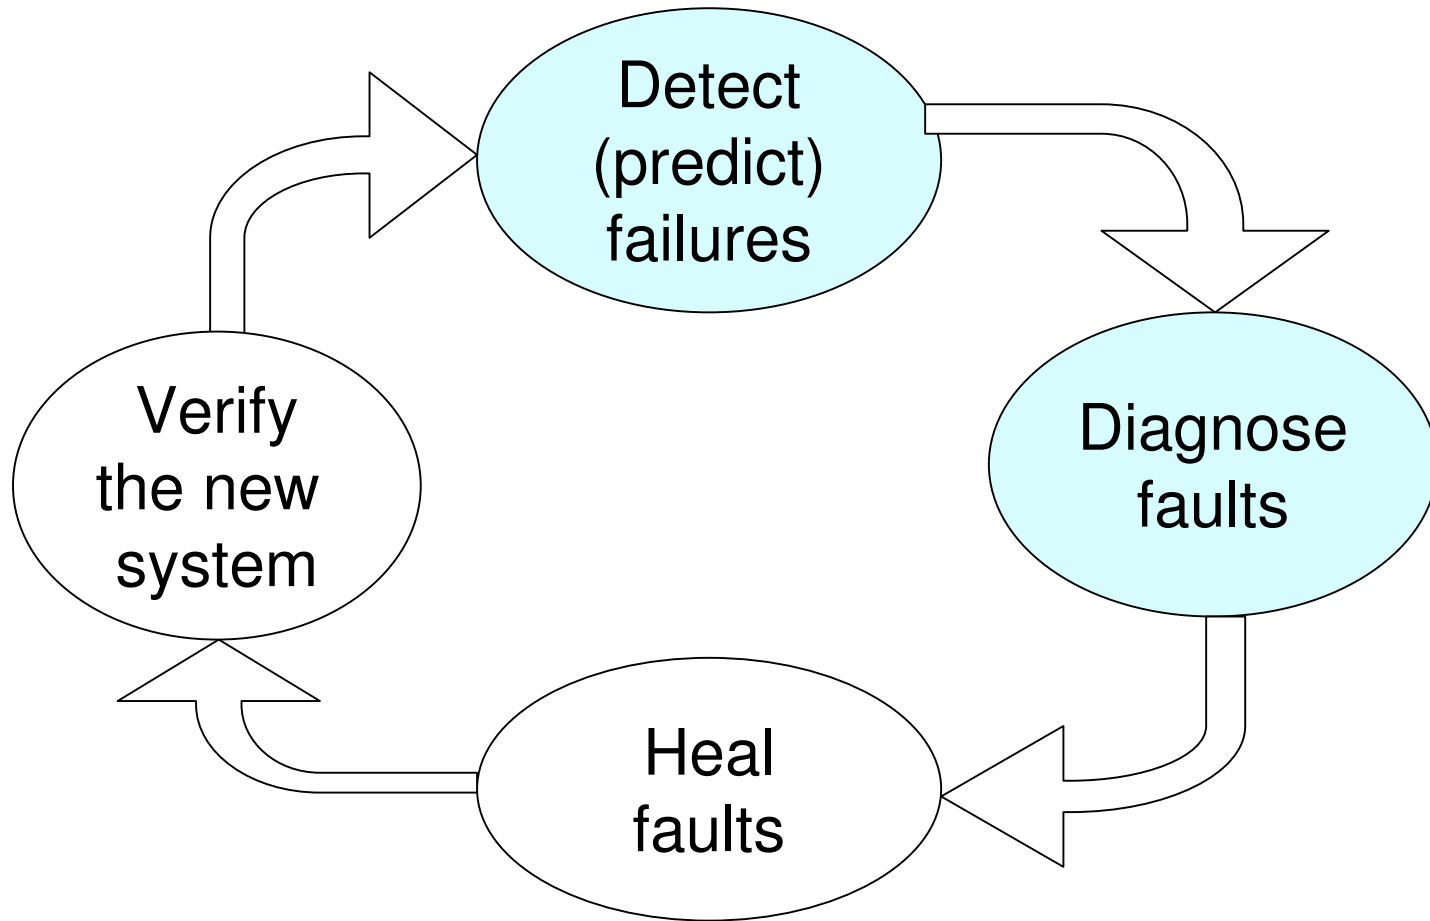 Detect
(predict)
failures
Diagnose
faults
Heal
faults
Verify
the new
system